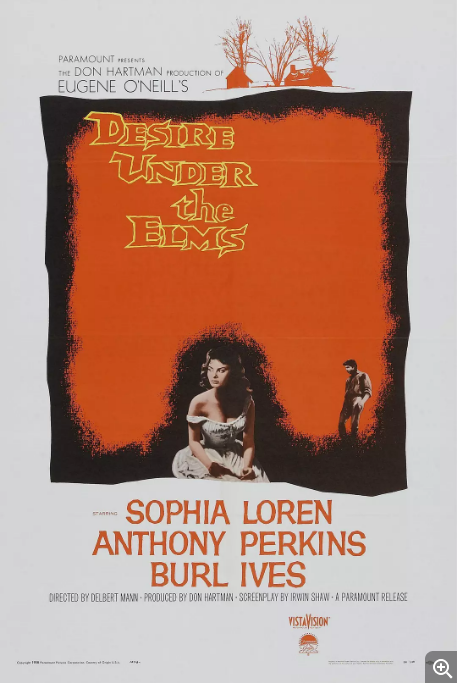 PARAMOUNT PRESENTS
THE DON HARTMAN PRODUCTION OF
EUGENE O'NEILL'S
DESIRE
UNDER
the
ELMS
STARRING SOPHIA LOREN
ANTHONY PERKINS
BURL IVES
DIRECTED BY DELBERT MANN · PRODUCED BY DON HARTMAN · SCREENPLAY BY IRWIN SHAW · A PARAMOUNT RELEASE
VISTAVISION